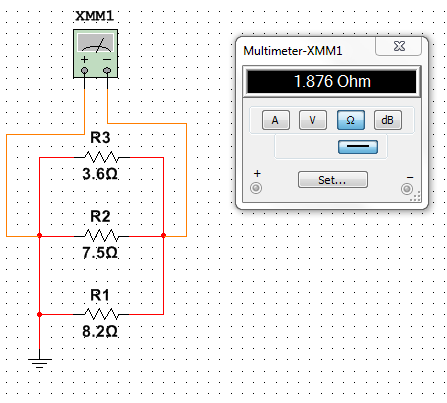 XMM1
+ −
R3
3.6Ω
R2
7.5Ω
R1
8.2Ω
Multimeter-XMM1
1.876 Ohm
A V Ω dB
+ −
Set...